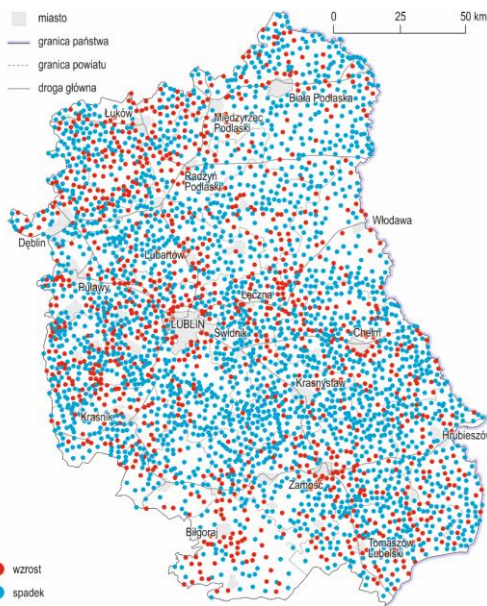 miasto
0 25 50 km
granica państwa
granica powiatu
droga główna
Biała Podlaska
Łuków
Międzyrzec
Podlaski
Radzyń
Podlaski
Włodawa
Dęblin
Lubartów
Puławy
Łęczna
LUBLIN
Świdnik
Chełm
Krasnystaw
Kraśnik
Hrubieszów
Zamość
Biłgoraj
Tomaszów
Lubelski
wzrost
spadek